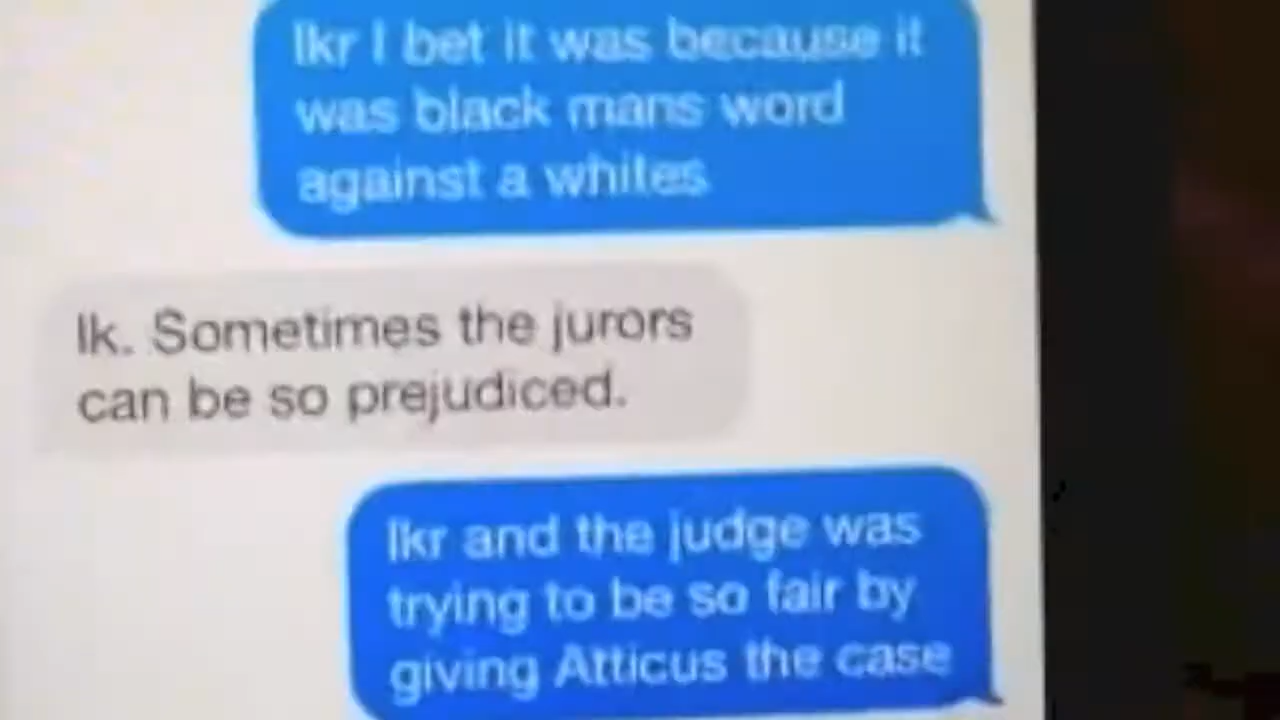 Ikr I bet it was because it
was black mans word
against a whites
Ik. Sometimes the jurors
can be so prejudiced.
Ikr and the judge was
trying to be so fair by
giving Atticus the case